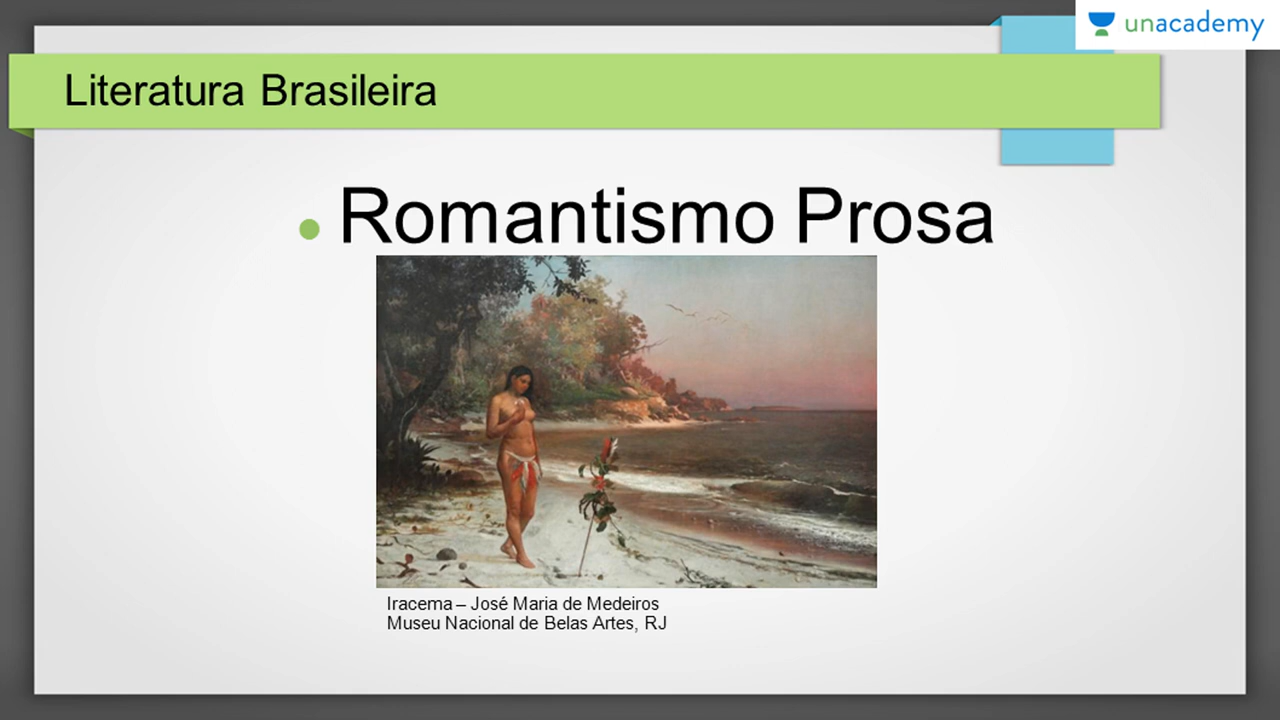 unacademy
Literatura Brasileira
Romantismo Prosa
Iracema – José Maria de Medeiros
Museu Nacional de Belas Artes, RJ